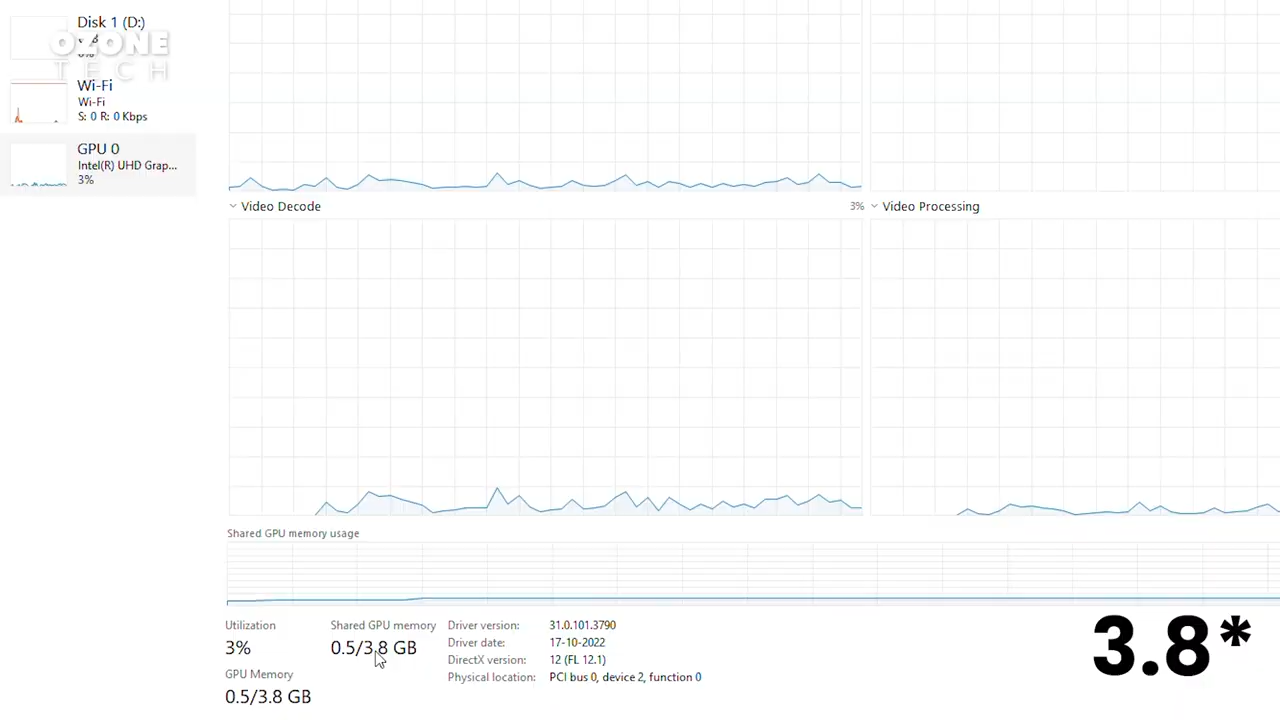 Disk 1 (D:)
OZONE
TECH
Wi-Fi
Wi-Fi
S: 0 R: 0 Kbps
GPU 0
Intel(R) UHD Grap...
3%
Video Decode
3%
Video Processing
Shared GPU memory usage
Utilization
3%
Shared GPU memory
0.5/3.8 GB
GPU Memory
0.5/3.8 GB
Driver version: 31.0.101.3790
Driver date: 17-10-2022
DirectX version: 12 (FL 12.1)
Physical location: PCI bus 0, device 2, function 0
3.8*